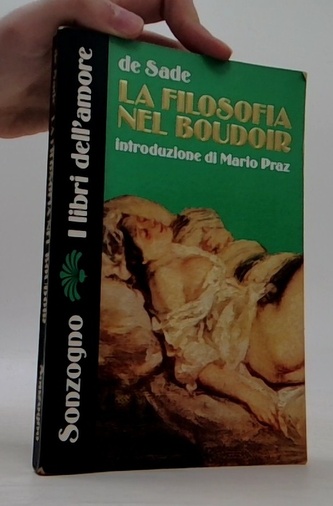 de Sade
LA FILOSOFIA
NEL BOUDOIR
introduzione di Mario Praz
Sonzogno I libri dell'amore